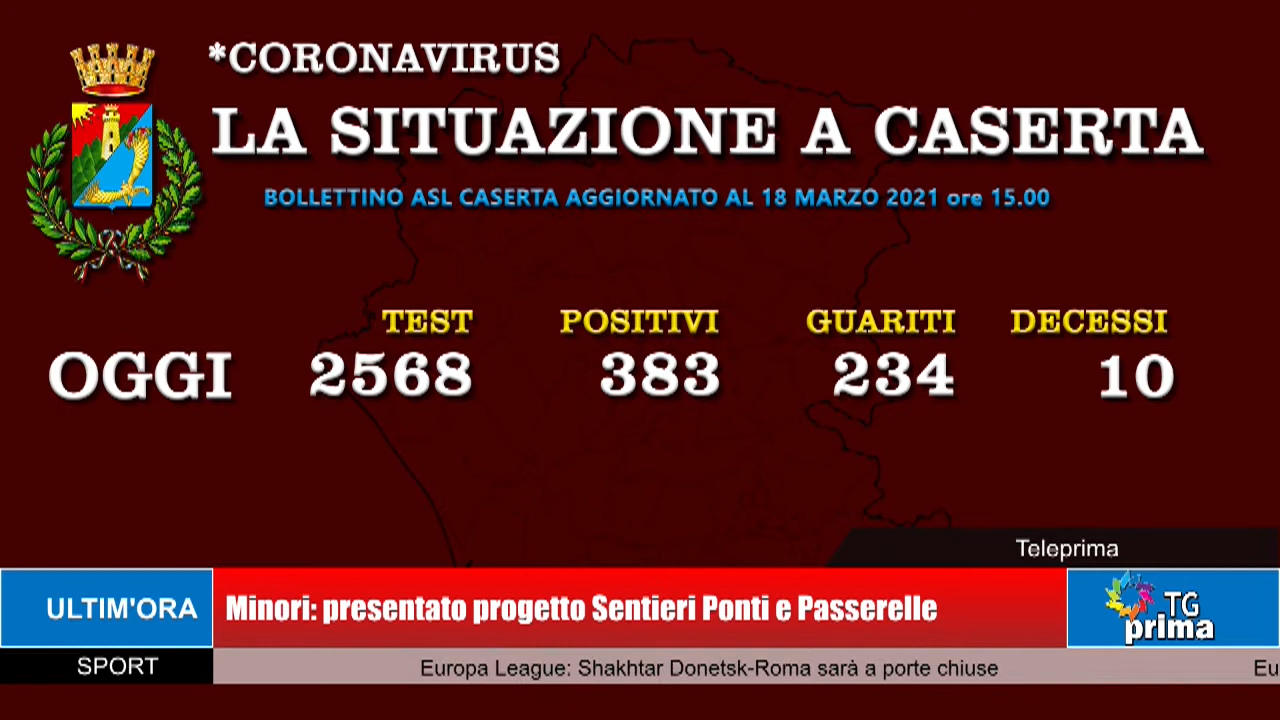 *CORONAVIRUS
LA SITUAZIONE A CASERTA
BOLLETTINO ASL CASERTA AGGIORNATO AL 18 MARZO 2021 ore 15.00
TEST POSITIVI GUARITI DECESSI
OGGI 2568 383 234 10
Teleprima
ULTIM'ORA Minori: presentato progetto Sentieri Ponti e Passerelle
TG
prima
SPORT Europa League: Shakhtar Donetsk-Roma sarà a porte chiuse Eu